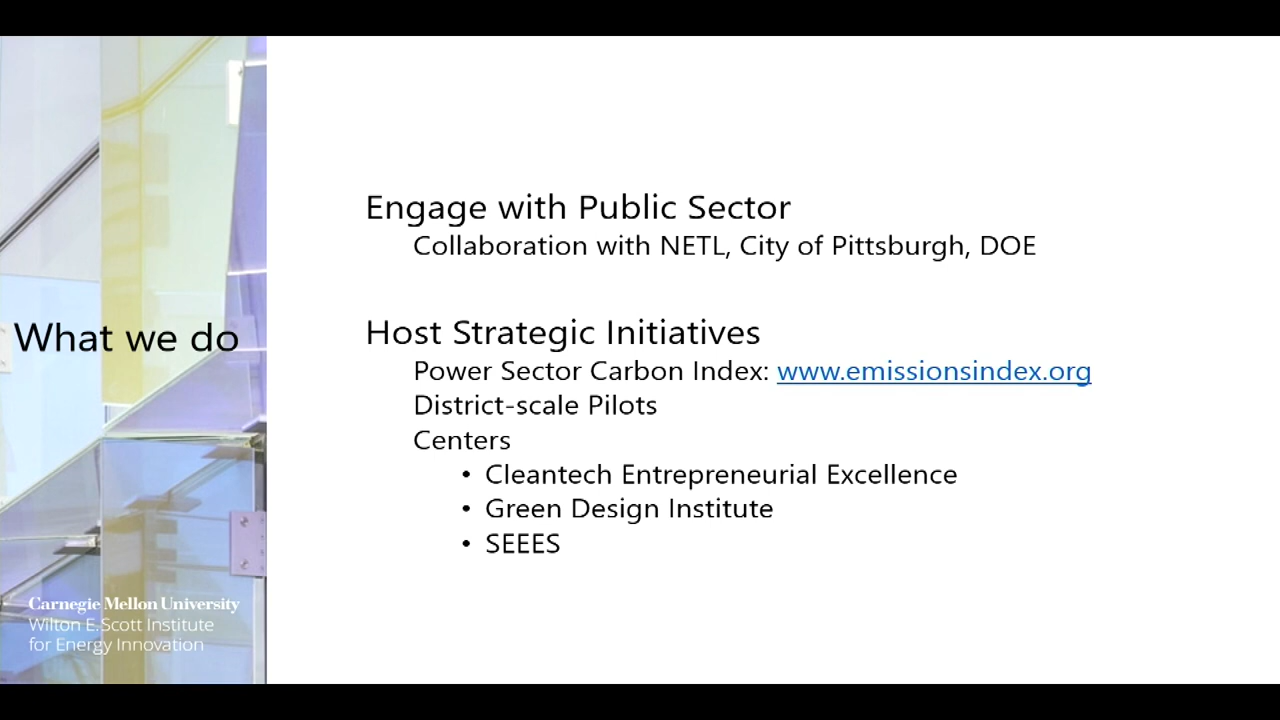 What we do
Engage with Public Sector
Collaboration with NETL, City of Pittsburgh, DOE
Host Strategic Initiatives
Power Sector Carbon Index: www.emissionsindex.org
District-scale Pilots
Centers
• Cleantech Entrepreneurial Excellence
• Green Design Institute
• SEEES
Carnegie Mellon University
Wilton E. Scott Institute
for Energy Innovation